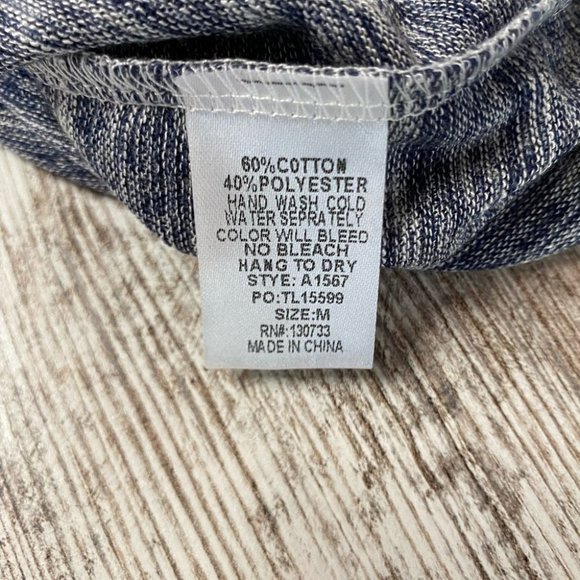 60%COTTON
40%POLYESTER
HAND WASH COLD
WATER SEPRATELY
COLOR WILL BLEED
NO BLEACH
HANG TO DRY
STYE: A1567
PO:TL15599
SIZE:M
RN#:130733
MADE IN CHINA